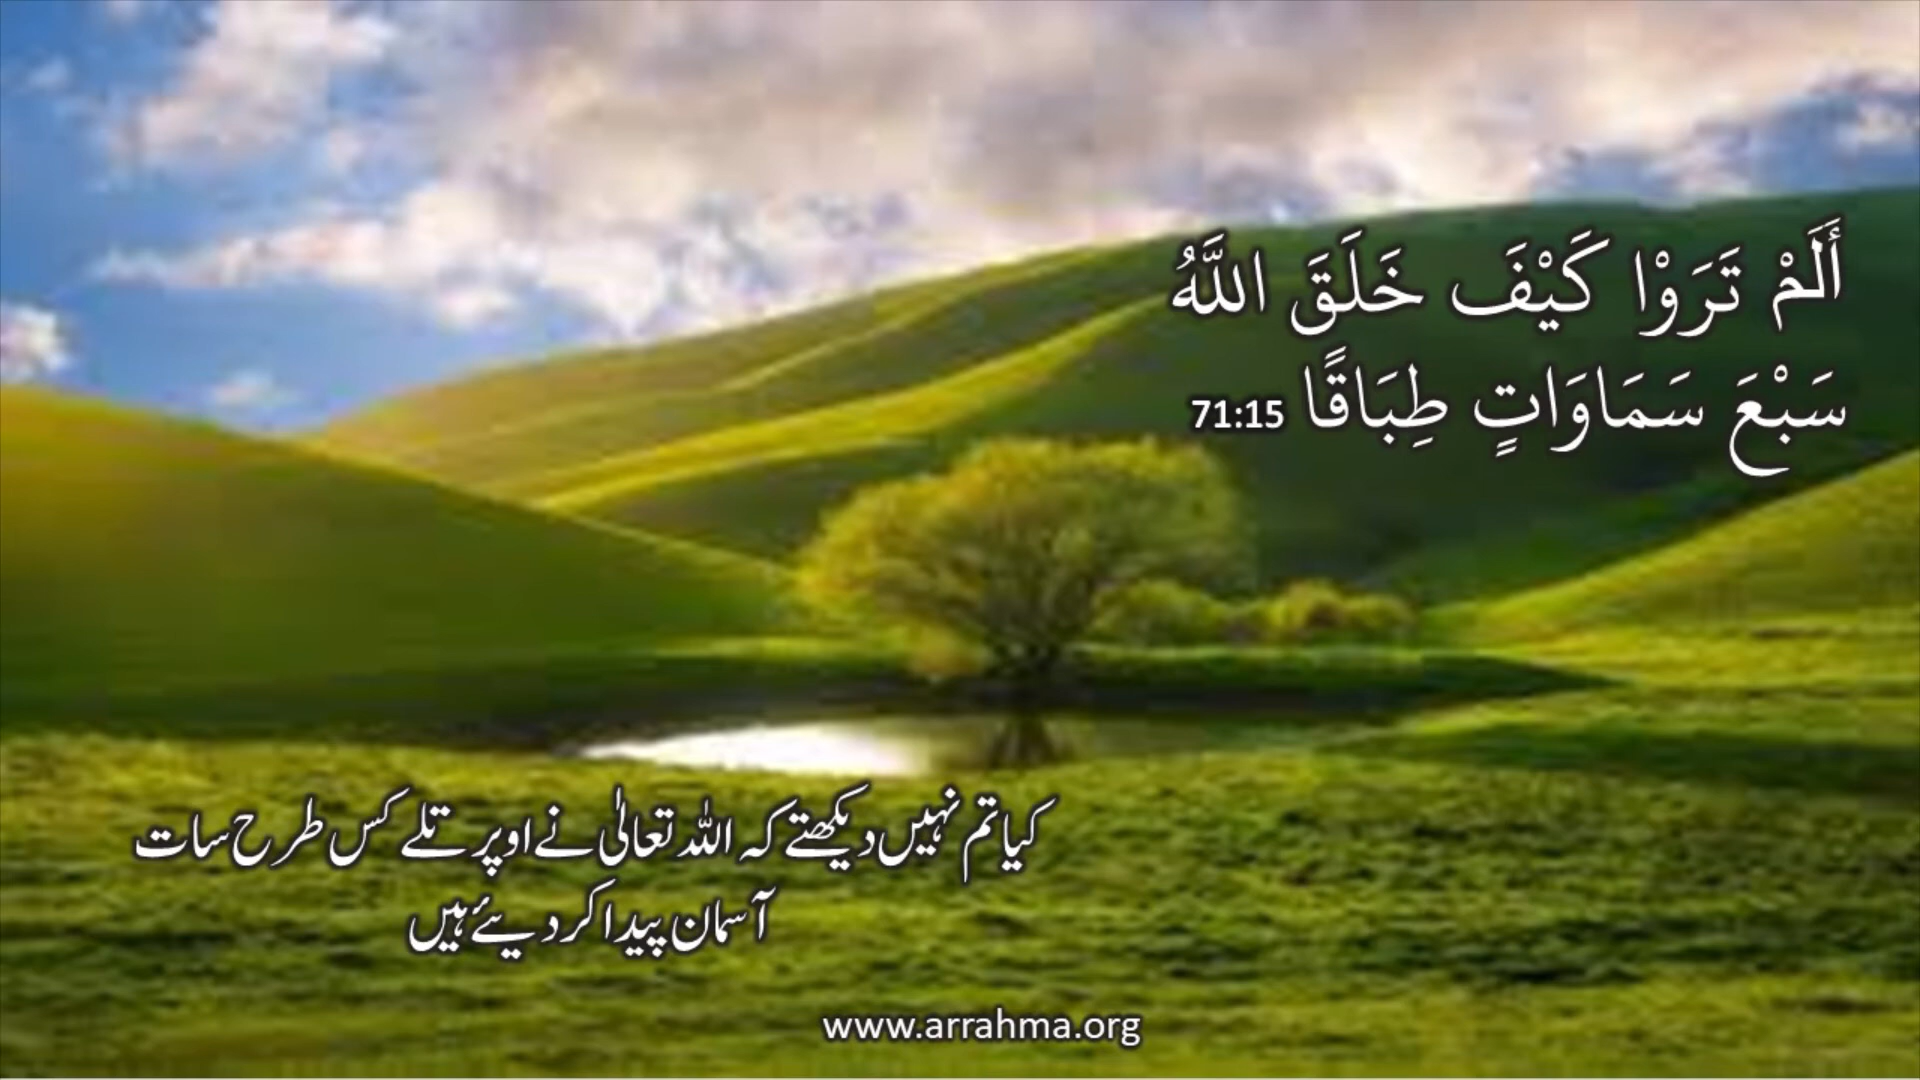 أَلَمْ تَرَوْا كَيْفَ خَلَقَ اللَّهُ
سَبْعَ سَمَاوَاتٍ طِبَاقًا 71:15
کیا تم نہیں دیکھتے کہ اللہ تعالیٰ نے اوپر تلے کس طرح سات
آسمان پیدا کر دیئے ہیں
www.arrahma.org